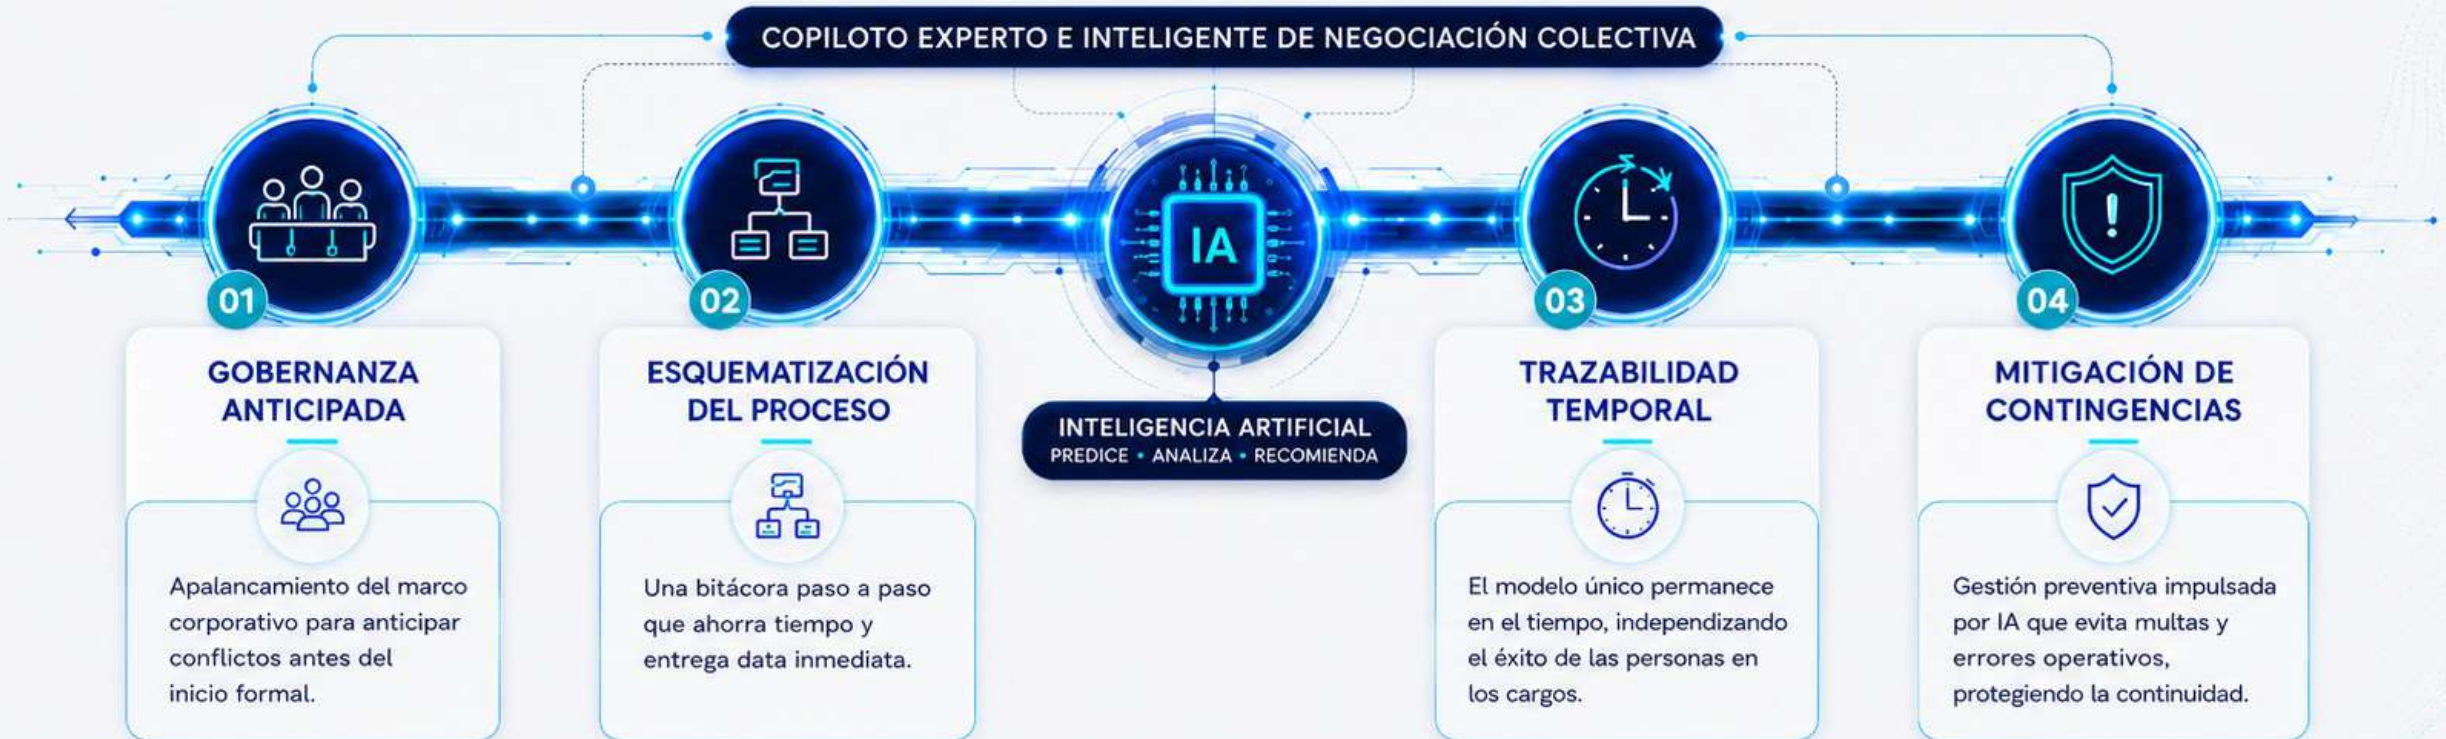 COPILOTO EXPERTO E INTELIGENTE DE NEGOCIACIÓN COLECTIVA
01
GOBERNANZA
ANTICIPADA
Apalancamiento del marco
corporativo para anticipar
conflictos antes del
inicio formal.
02
ESQUEMATIZACIÓN
DEL PROCESO
Una bitácora paso a paso
que ahorra tiempo y
entrega data inmediata.
IA
INTELIGENCIA ARTIFICIAL
PREDICE • ANALIZA • RECOMIENDA
03
TRAZABILIDAD
TEMPORAL
El modelo único permanece
en el tiempo, independizando
el éxito de las personas en
los cargos.
04
MITIGACIÓN DE
CONTINGENCIAS
Gestión preventiva impulsada
por IA que evita multas y
errores operativos,
protegiendo la continuidad.